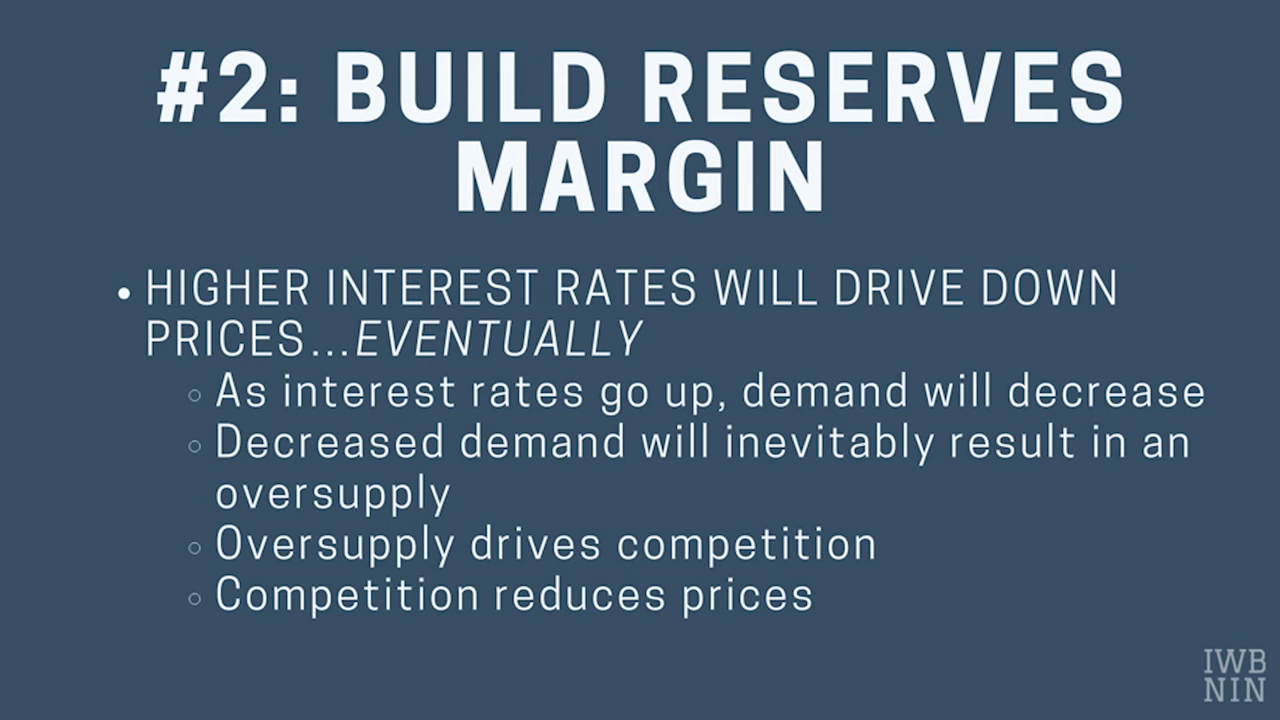 #2: BUILD RESERVES
MARGIN
• HIGHER INTEREST RATES WILL DRIVE DOWN
PRICES...EVENTUALLY
○ As interest rates go up, demand will decrease
○ Decreased demand will inevitably result in an
oversupply
○ Oversupply drives competition
○ Competition reduces prices
IWB
NIN